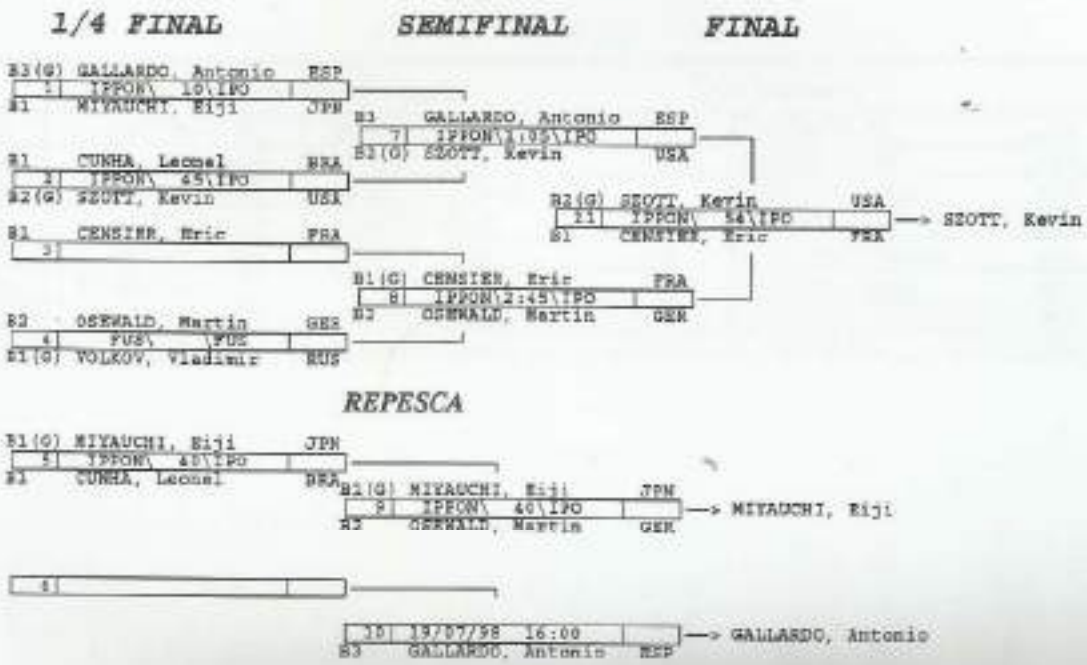 1/4 FINAL SEMIFINAL FINAL
B3(G) GALLARDO, Antonio ESP
1 IPPON\ 10\IPO
B1 MIYAUCHI, Eiji JPN
B1 CUNHA, Leonel BRA
2 IPPON\ 45\IPO
B2(G) SZOTT, Kevin USA
B1 CENSIER, Eric FRA
3
B2 OSEWALD, Martin GER
4 FUS\ \FUS
B1(G) VOLKOV, Vladimir RUS
B3 GALLARDO, Antonio ESP
7 IPPON\1:05\IPO
B2(G) SZOTT, Kevin USA
B1(G) CENSIER, Eric FRA
8 IPPON\2:45\IPO
B2 OSEWALD, Martin GER
B2(G) SZOTT, Kevin USA
21 IPPON\ 54\IPO
B1 CENSIER, Eric FRA
SZOTT, Kevin
REPESCA
B1(G) MIYAUCHI, Eiji JPN
5 IPPON\ 40\IPO
B1 CUNHA, Leonel BRA
B1(G) MIYAUCHI, Eiji JPN
9 IPPON\ 40\IPO
B2 OSEWALD, Martin GER
MIYAUCHI, Eiji
6
10 19/07/98 16:00
B3 GALLARDO, Antonio ESP
GALLARDO, Antonio